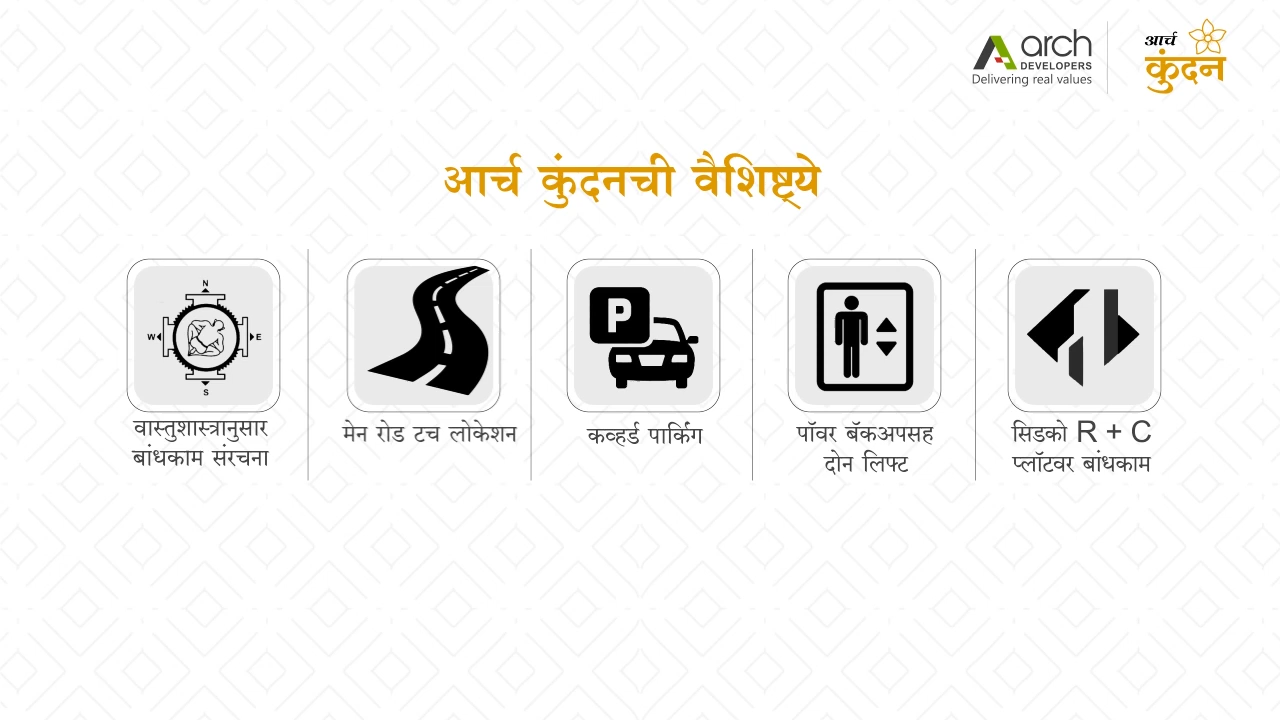 arch
DEVELOPERS
Delivering real values
आर्च
कुंदन
आर्च कुंदनची वैशिष्ट्ये
N
W E
S
P
वास्तुशास्त्रानुसार
बांधकाम संरचना
मेन रोड टच लोकेशन
कव्हर्ड पार्किंग
पॉवर बॅकअपसह
दोन लिफ्ट
सिडको R + C
प्लॉटवर बांधकाम